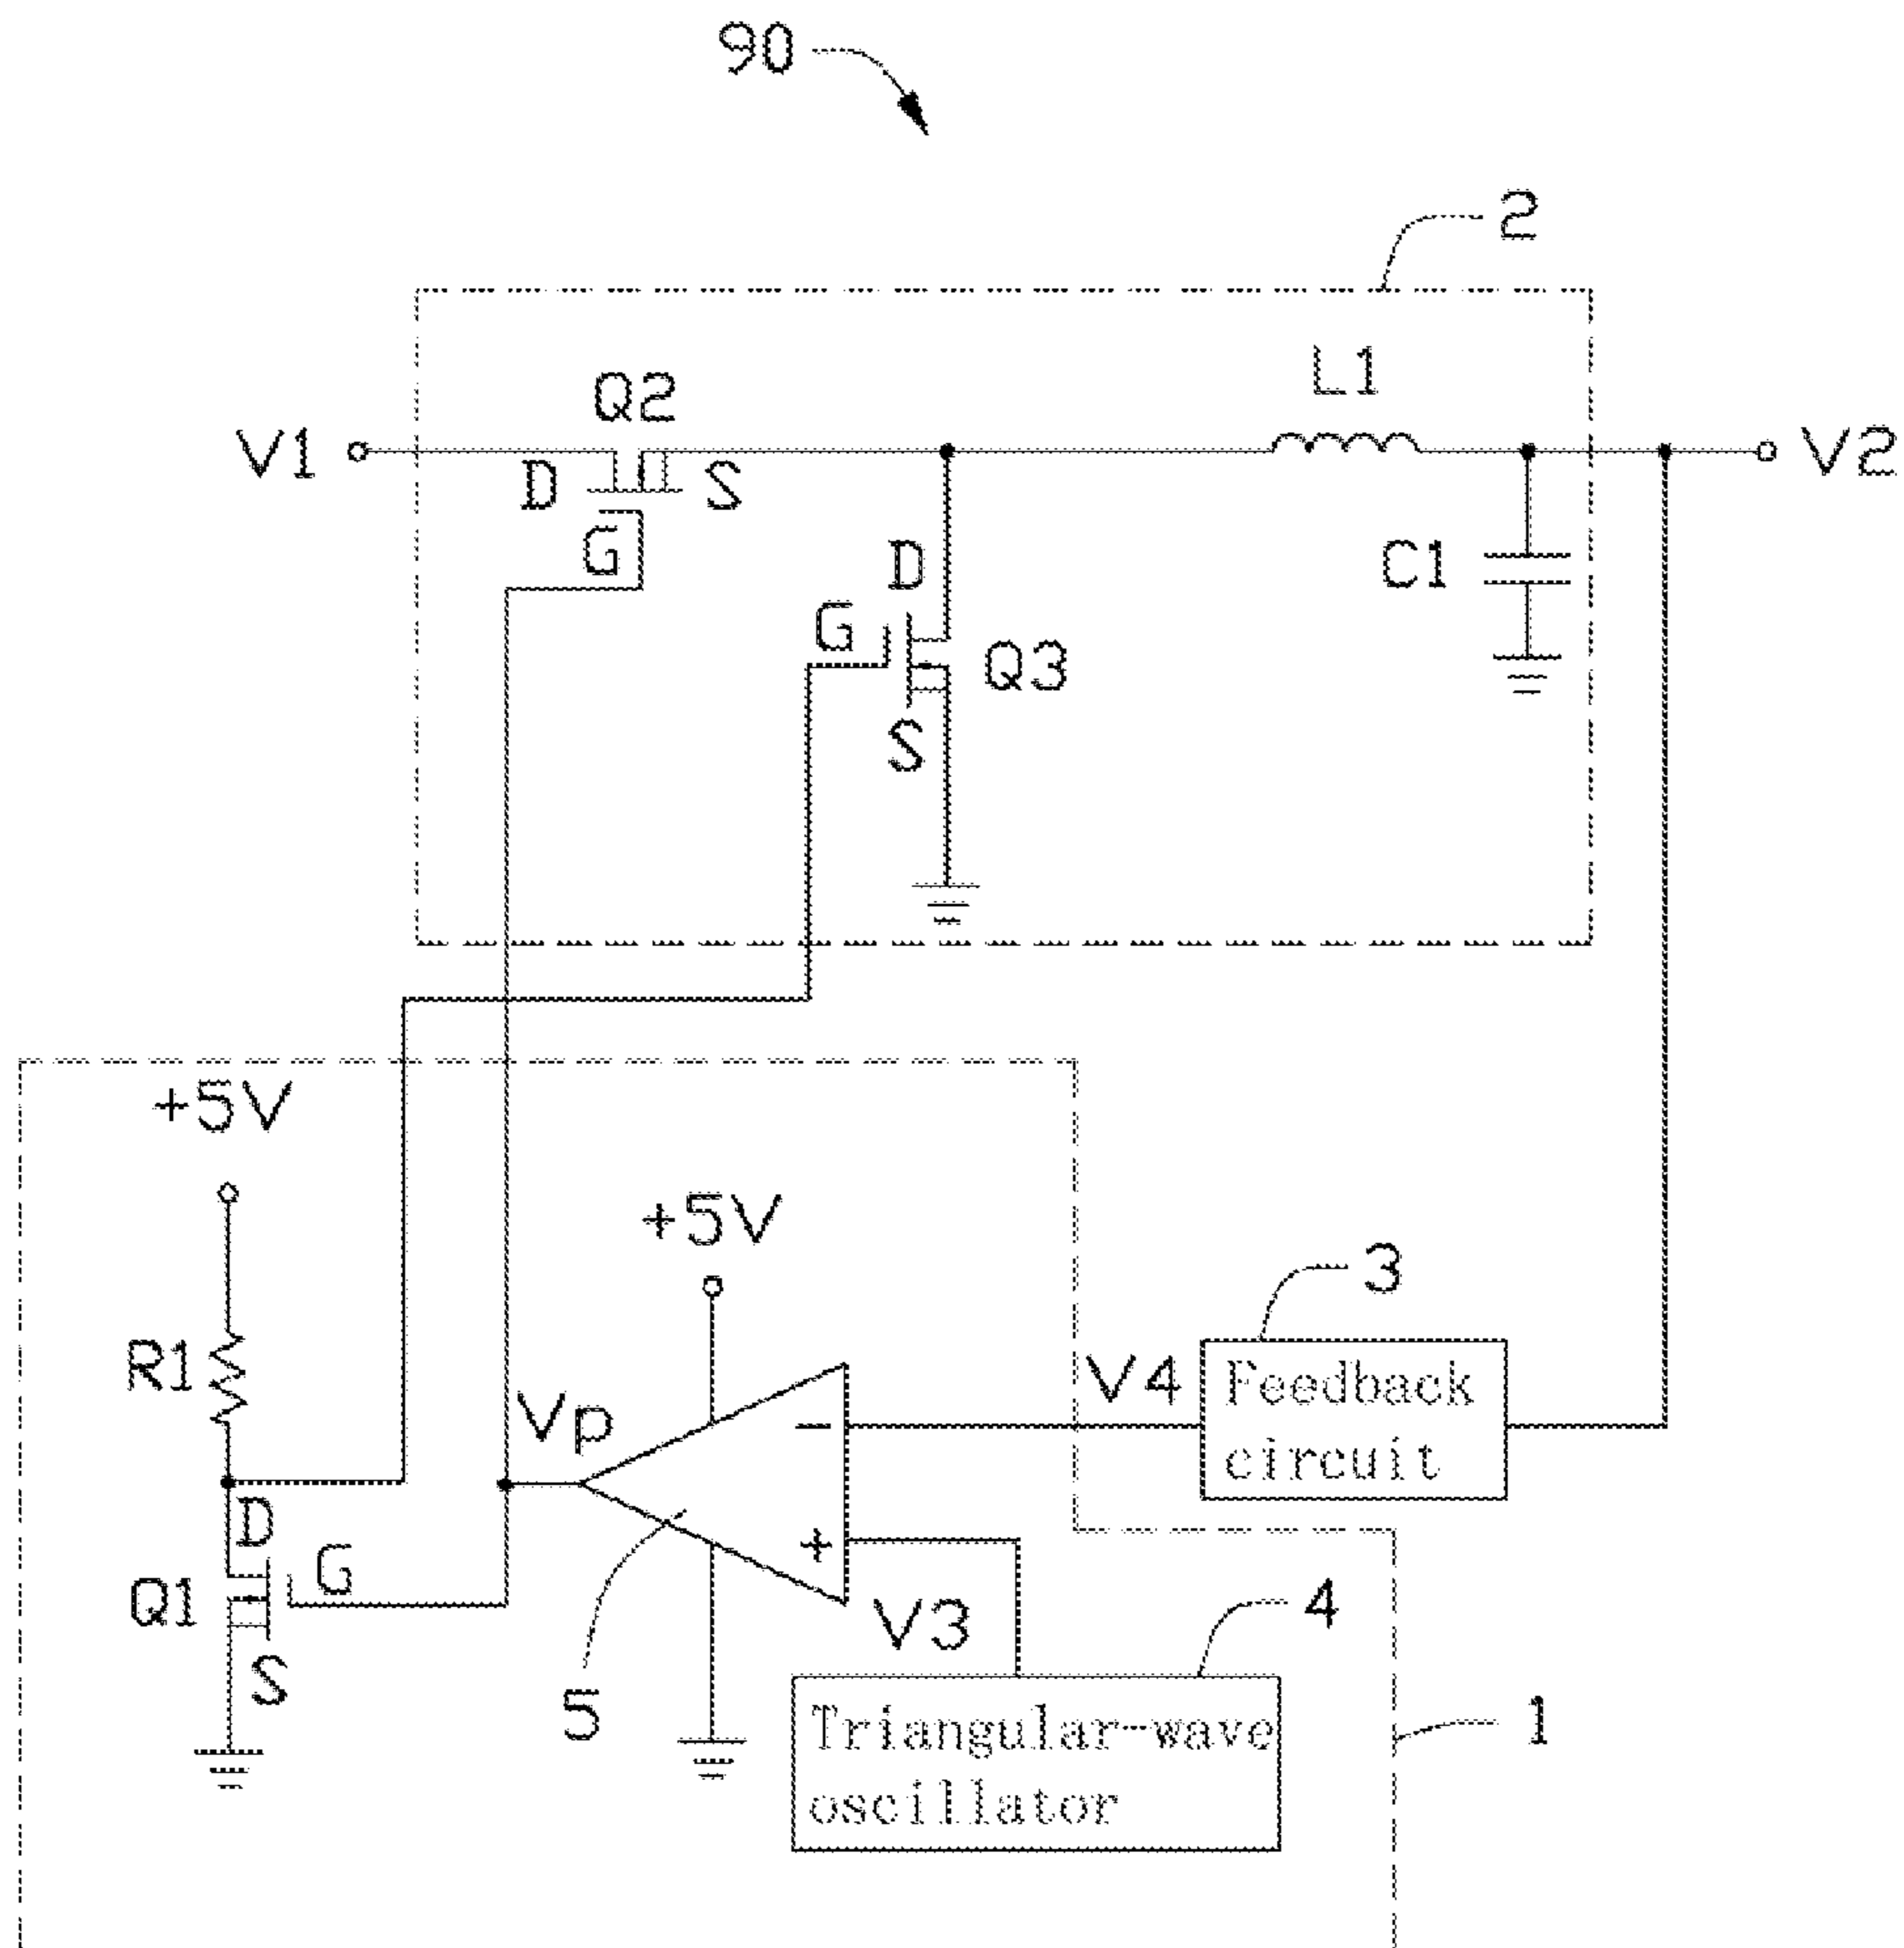 90
2
Q2
L1
V1
D
S
V2
G
D
C1
G
Q3
S
+5V
+5V
3
R1
Vp
V4
Feedback
circuit
-
D
G
+
Q1
V3
4
S
5
Triangular-wave
oscillator
1